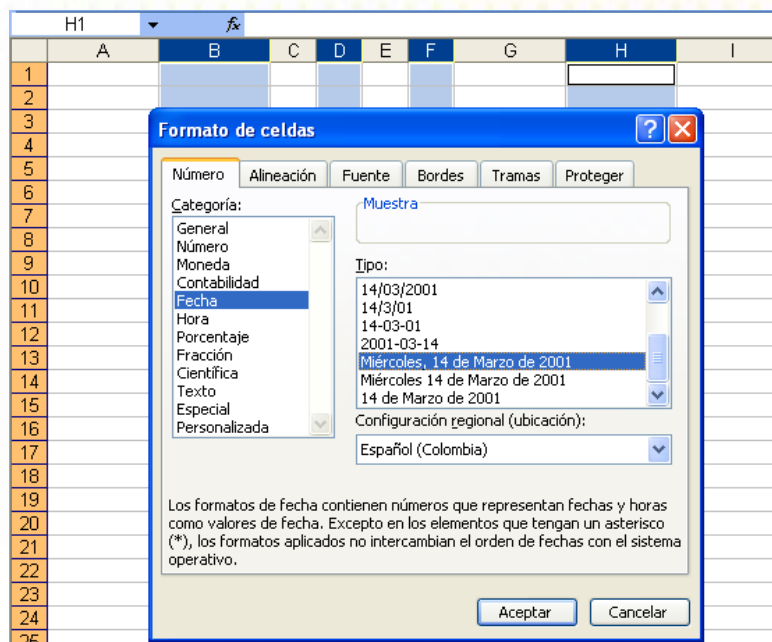 H1 fx
A B C D E F G H I
1
2
3
4
5
6
7
8
9
10
11
12
13
14
15
16
17
18
19
20
21
22
23
24
25
Formato de celdas
Número Alineación Fuente Bordes Tramas Proteger
Categoría:
General
Número
Moneda
Contabilidad
Fecha
Hora
Porcentaje
Fracción
Científica
Texto
Especial
Personalizada
Muestra
Tipo:
14/03/2001
14/3/01
14-03-01
2001-03-14
Miércoles, 14 de Marzo de 2001
Miércoles 14 de Marzo de 2001
14 de Marzo de 2001
Configuración regional (ubicación):
Español (Colombia)
Los formatos de fecha contienen números que representan fechas y horas
como valores de fecha. Excepto en los elementos que tengan un asterisco
(*), los formatos aplicados no intercambian el orden de fechas con el sistema
operativo.
Aceptar Cancelar